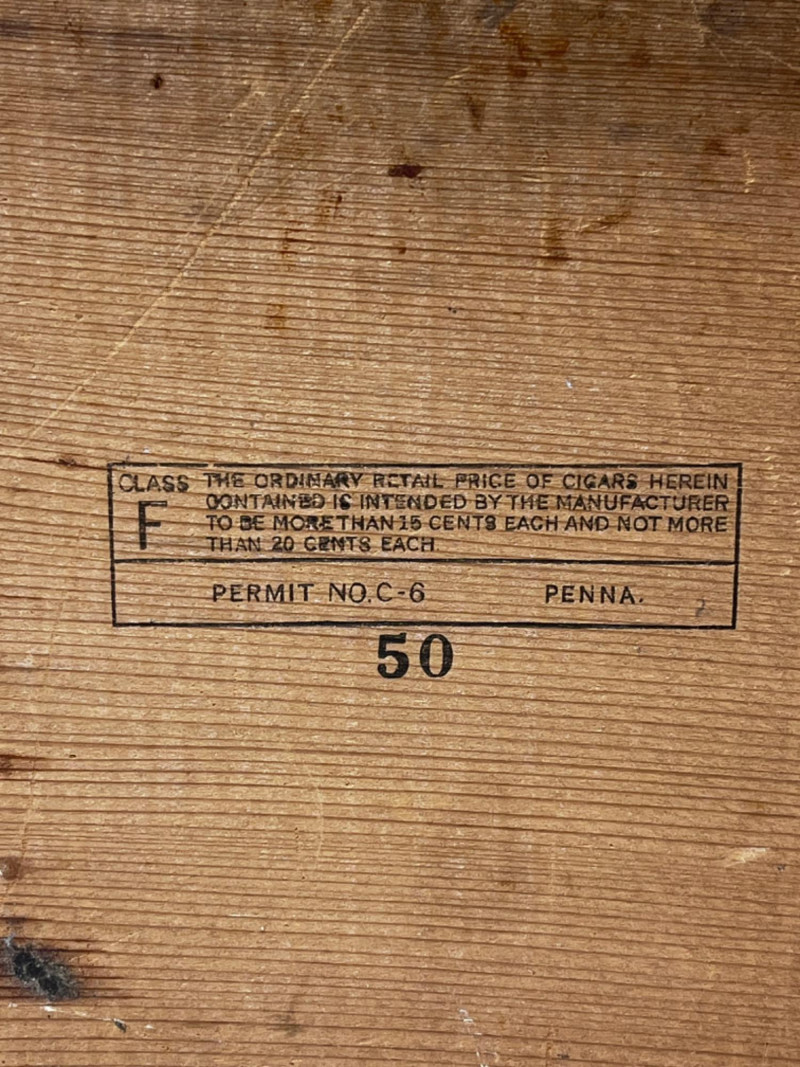 CLASS F
THE ORDINARY RETAIL PRICE OF CIGARS HEREIN
CONTAINED IS INTENDED BY THE MANUFACTURER
TO BE MORE THAN 15 CENTS EACH AND NOT MORE
THAN 20 CENTS EACH
PERMIT NO. C-6 PENNA.
50